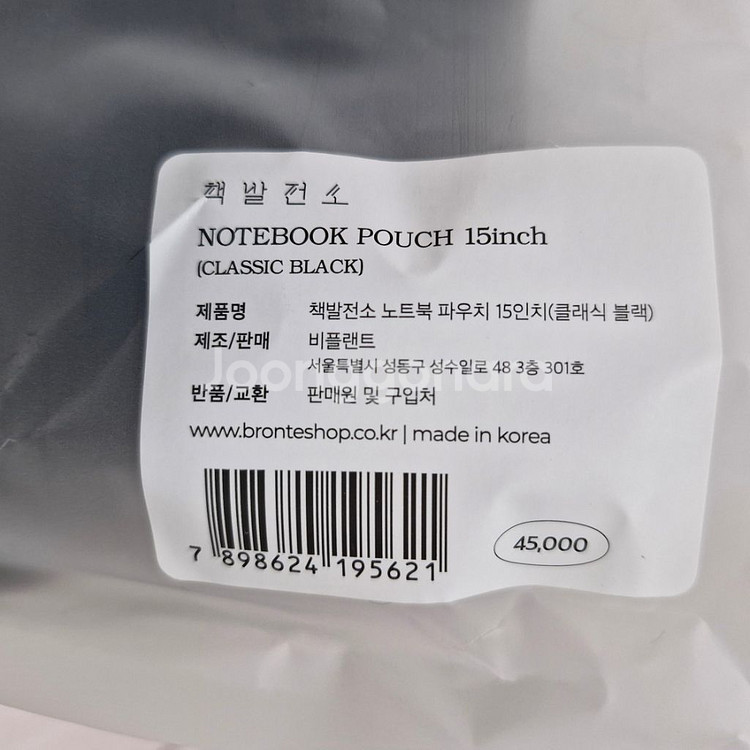 책발전소
NOTEBOOK POUCH 15inch
(CLASSIC BLACK)
제품명 책발전소 노트북 파우치 15인치(클래식 블랙)
제조/판매 비플랜트
서울특별시 성동구 성수일로 48 3층 301호
Joonggonara
반품/교환 판매원 및 구입처
www.bronteshop.co.kr | made in korea
45,000
7 898624 195621